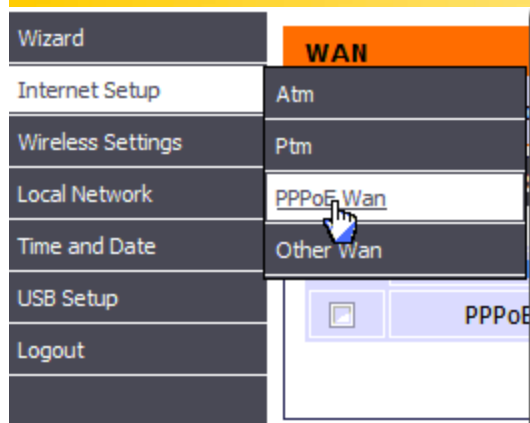 Wizard
Internet Setup
Wireless Settings
Local Network
Time and Date
USB Setup
Logout
WAN
Atm
Ptm
PPPoE Wan
Other Wan
PPPoE